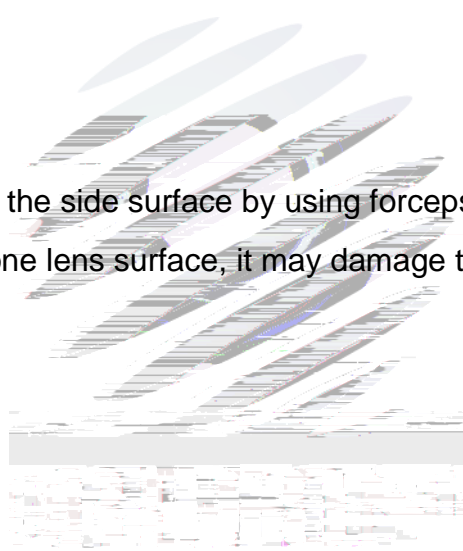 the side surface by using forceps
one lens surface, it may damage t